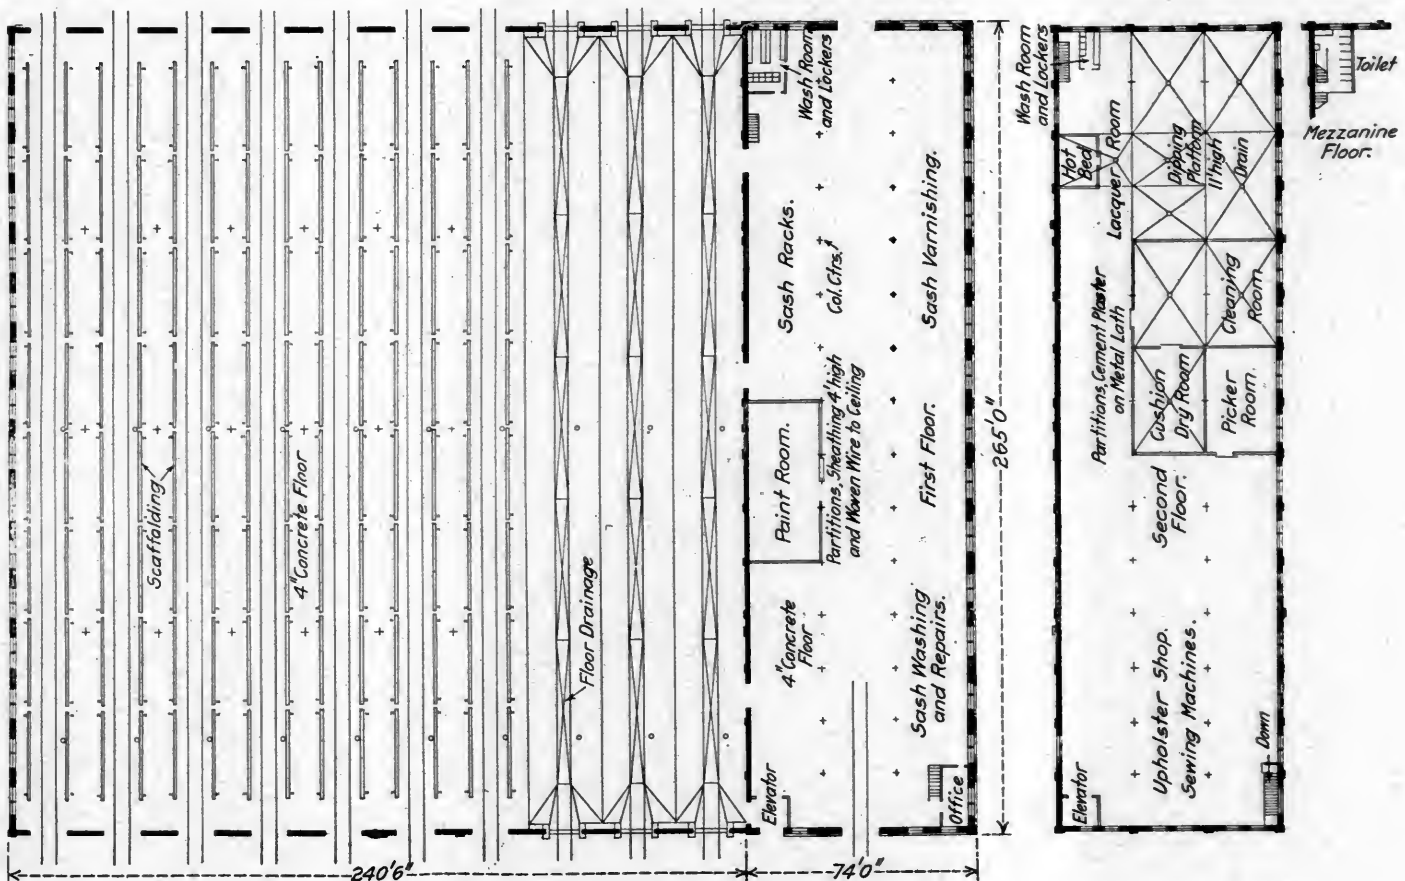 Scaffolding
4"Concrete Floor
Floor Drainage
240'6"
Wash Room
and Lockers
Sash Racks.
Col. Ctrs.
Sash Varnishing.
Paint Room.
Partitions, Sheathing 4'high
and Woven Wire to Ceiling
First Floor.
4"Concrete
Floor
Sash Washing
and Repairs.
Elevator
Office
74'0"
265'0"
Wash Room
and Lockers
Hot
Bed
Lacquer Room
Dipping
Platform
11'high
Drain
Partitions, Cement Plaster
on Metal Lath
Cleaning
Room
Cushion
Dry Room
Picker
Room.
Second
Floor.
Upholster Shop.
Sewing Machines.
Elevator
Down
Toilet
Mezzanine
Floor.